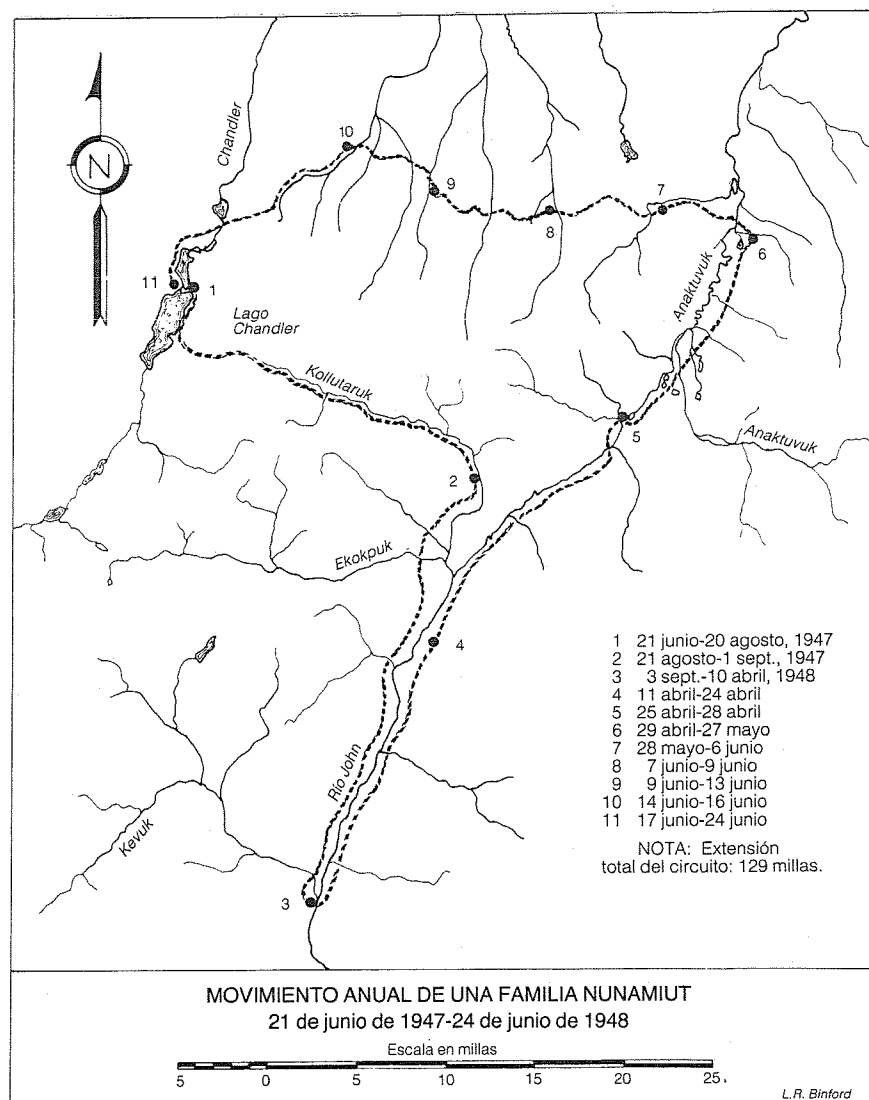 10
Chandler
N
9
7
8
6
11
1
Anaktuvuk
Lago
Chandler
Kollutaruk
5
Anaktuvuk
2
Ekokpuk
4
1 21 junio-20 agosto, 1947
2 21 agosto-1 sept., 1947
3 3 sept.-10 abril, 1948
4 11 abril-24 abril
5 25 abril-28 abril
6 29 abril-27 mayo
7 28 mayo-6 junio
8 7 junio-9 junio
9 9 junio-13 junio
10 14 junio-16 junio
11 17 junio-24 junio
Río John
Kevuk
NOTA: Extensión
total del circuito: 129 millas.
3
MOVIMIENTO ANUAL DE UNA FAMILIA NUNAMIUT
21 de junio de 1947-24 de junio de 1948
Escala en millas
5 0 5 10 15 20 25.
L.R. Binford